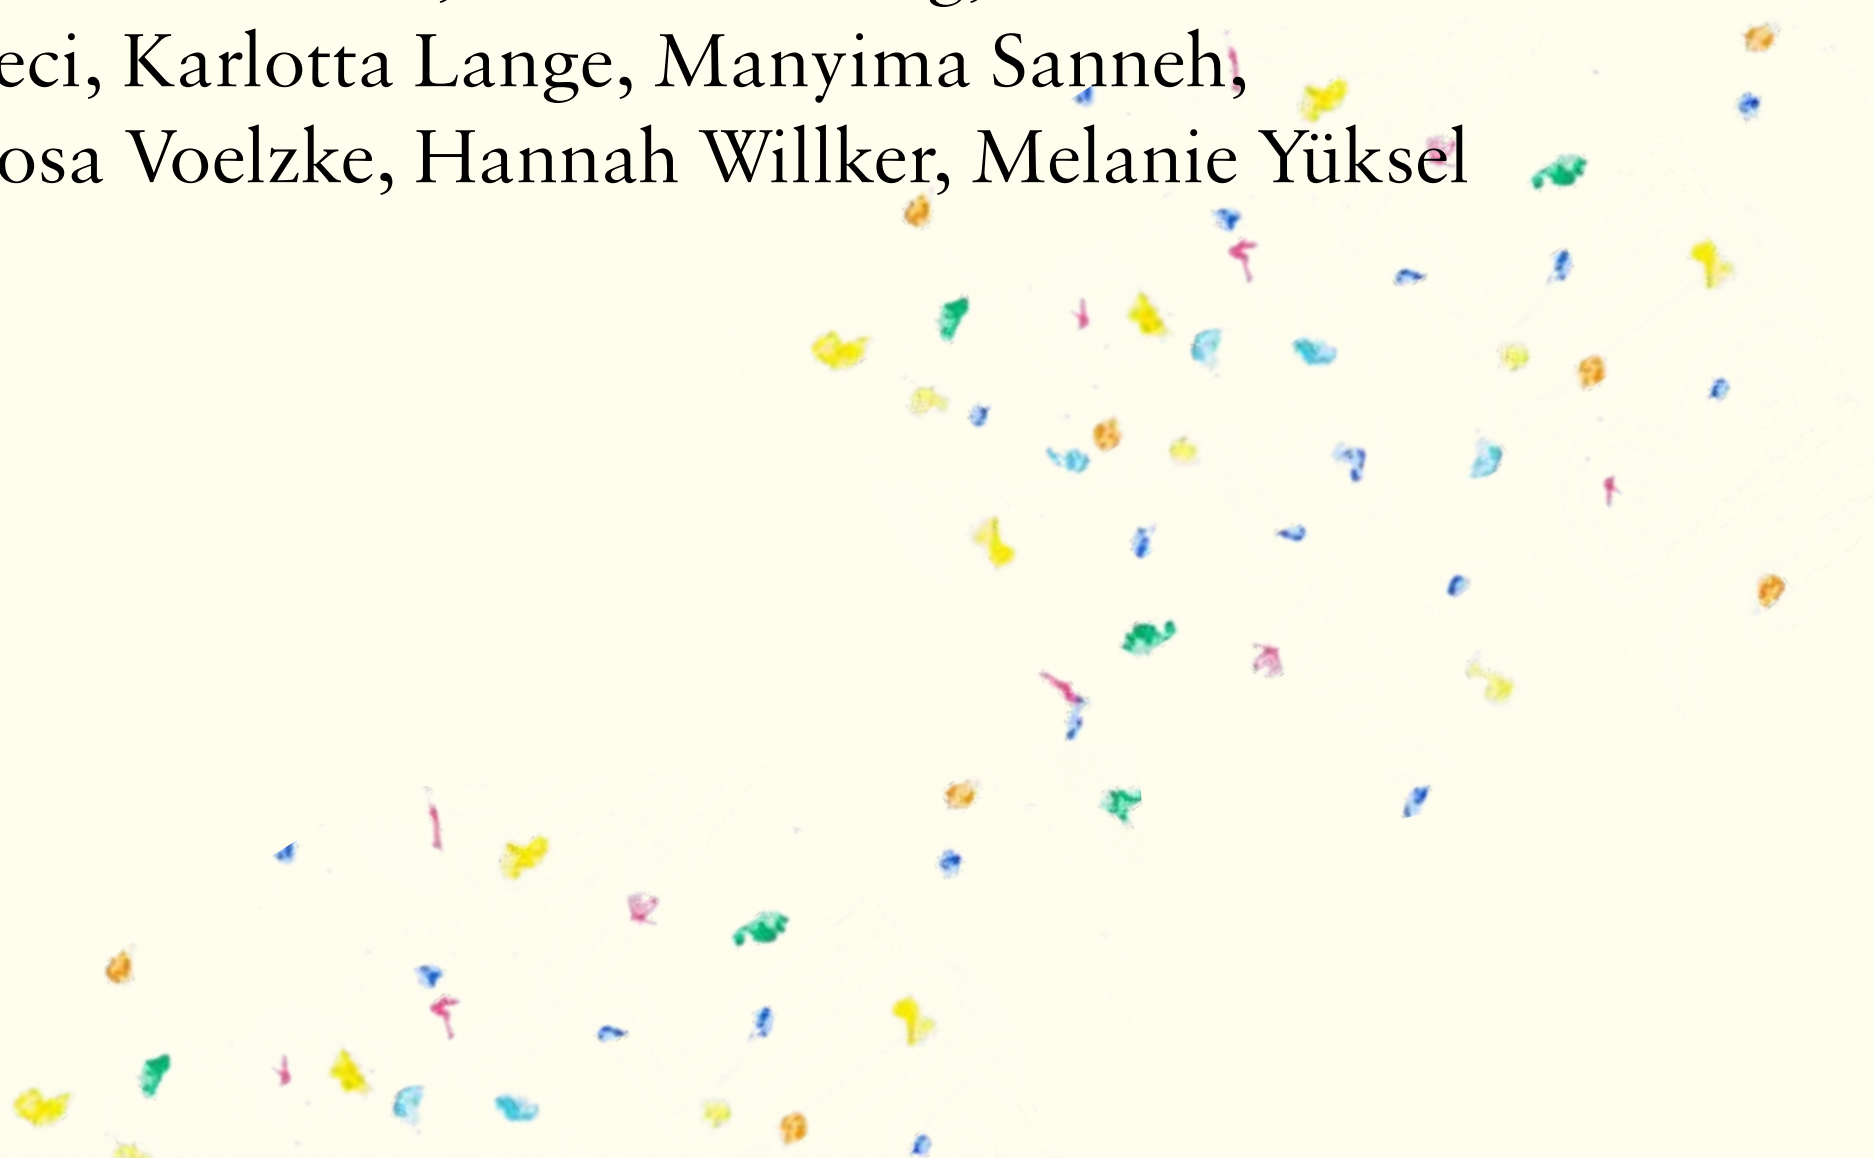 eci, Karlotta Lange, Manyima Sanneh,
osa Voelzke, Hannah Willker, Melanie Yüksel